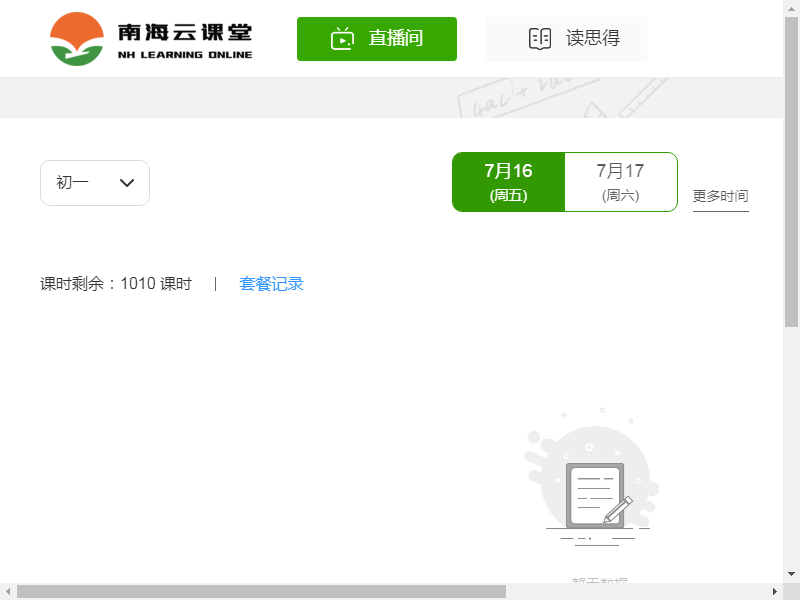 南海云课堂
NH LEARNING ONLINE
直播间
读思得
初一
7月16
(周五)
7月17
(周六)
更多时间
课时剩余：1010 课时 | 套餐记录